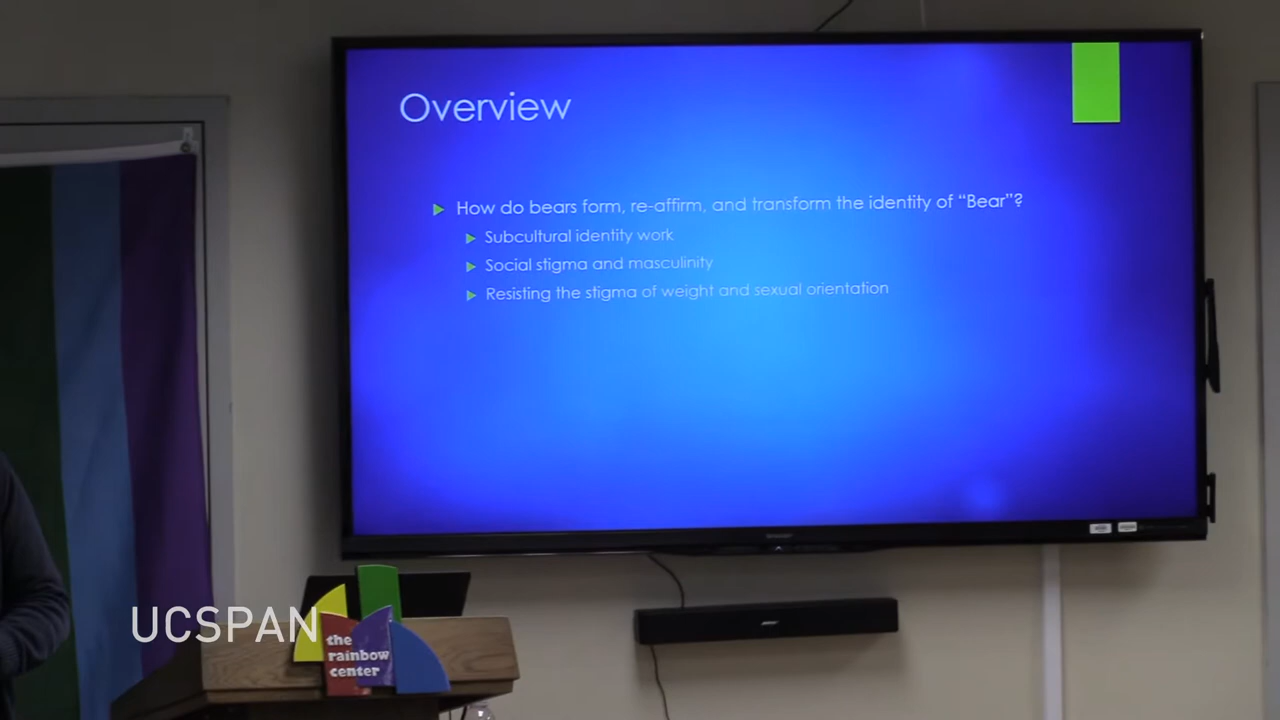 Overview
How do bears form, re-affirm, and transform the identity of “Bear”?
Subcultural identity work
Social stigma and masculinity
Resisting the stigma of weight and sexual orientation
UCSPAN
the
rainbow
center